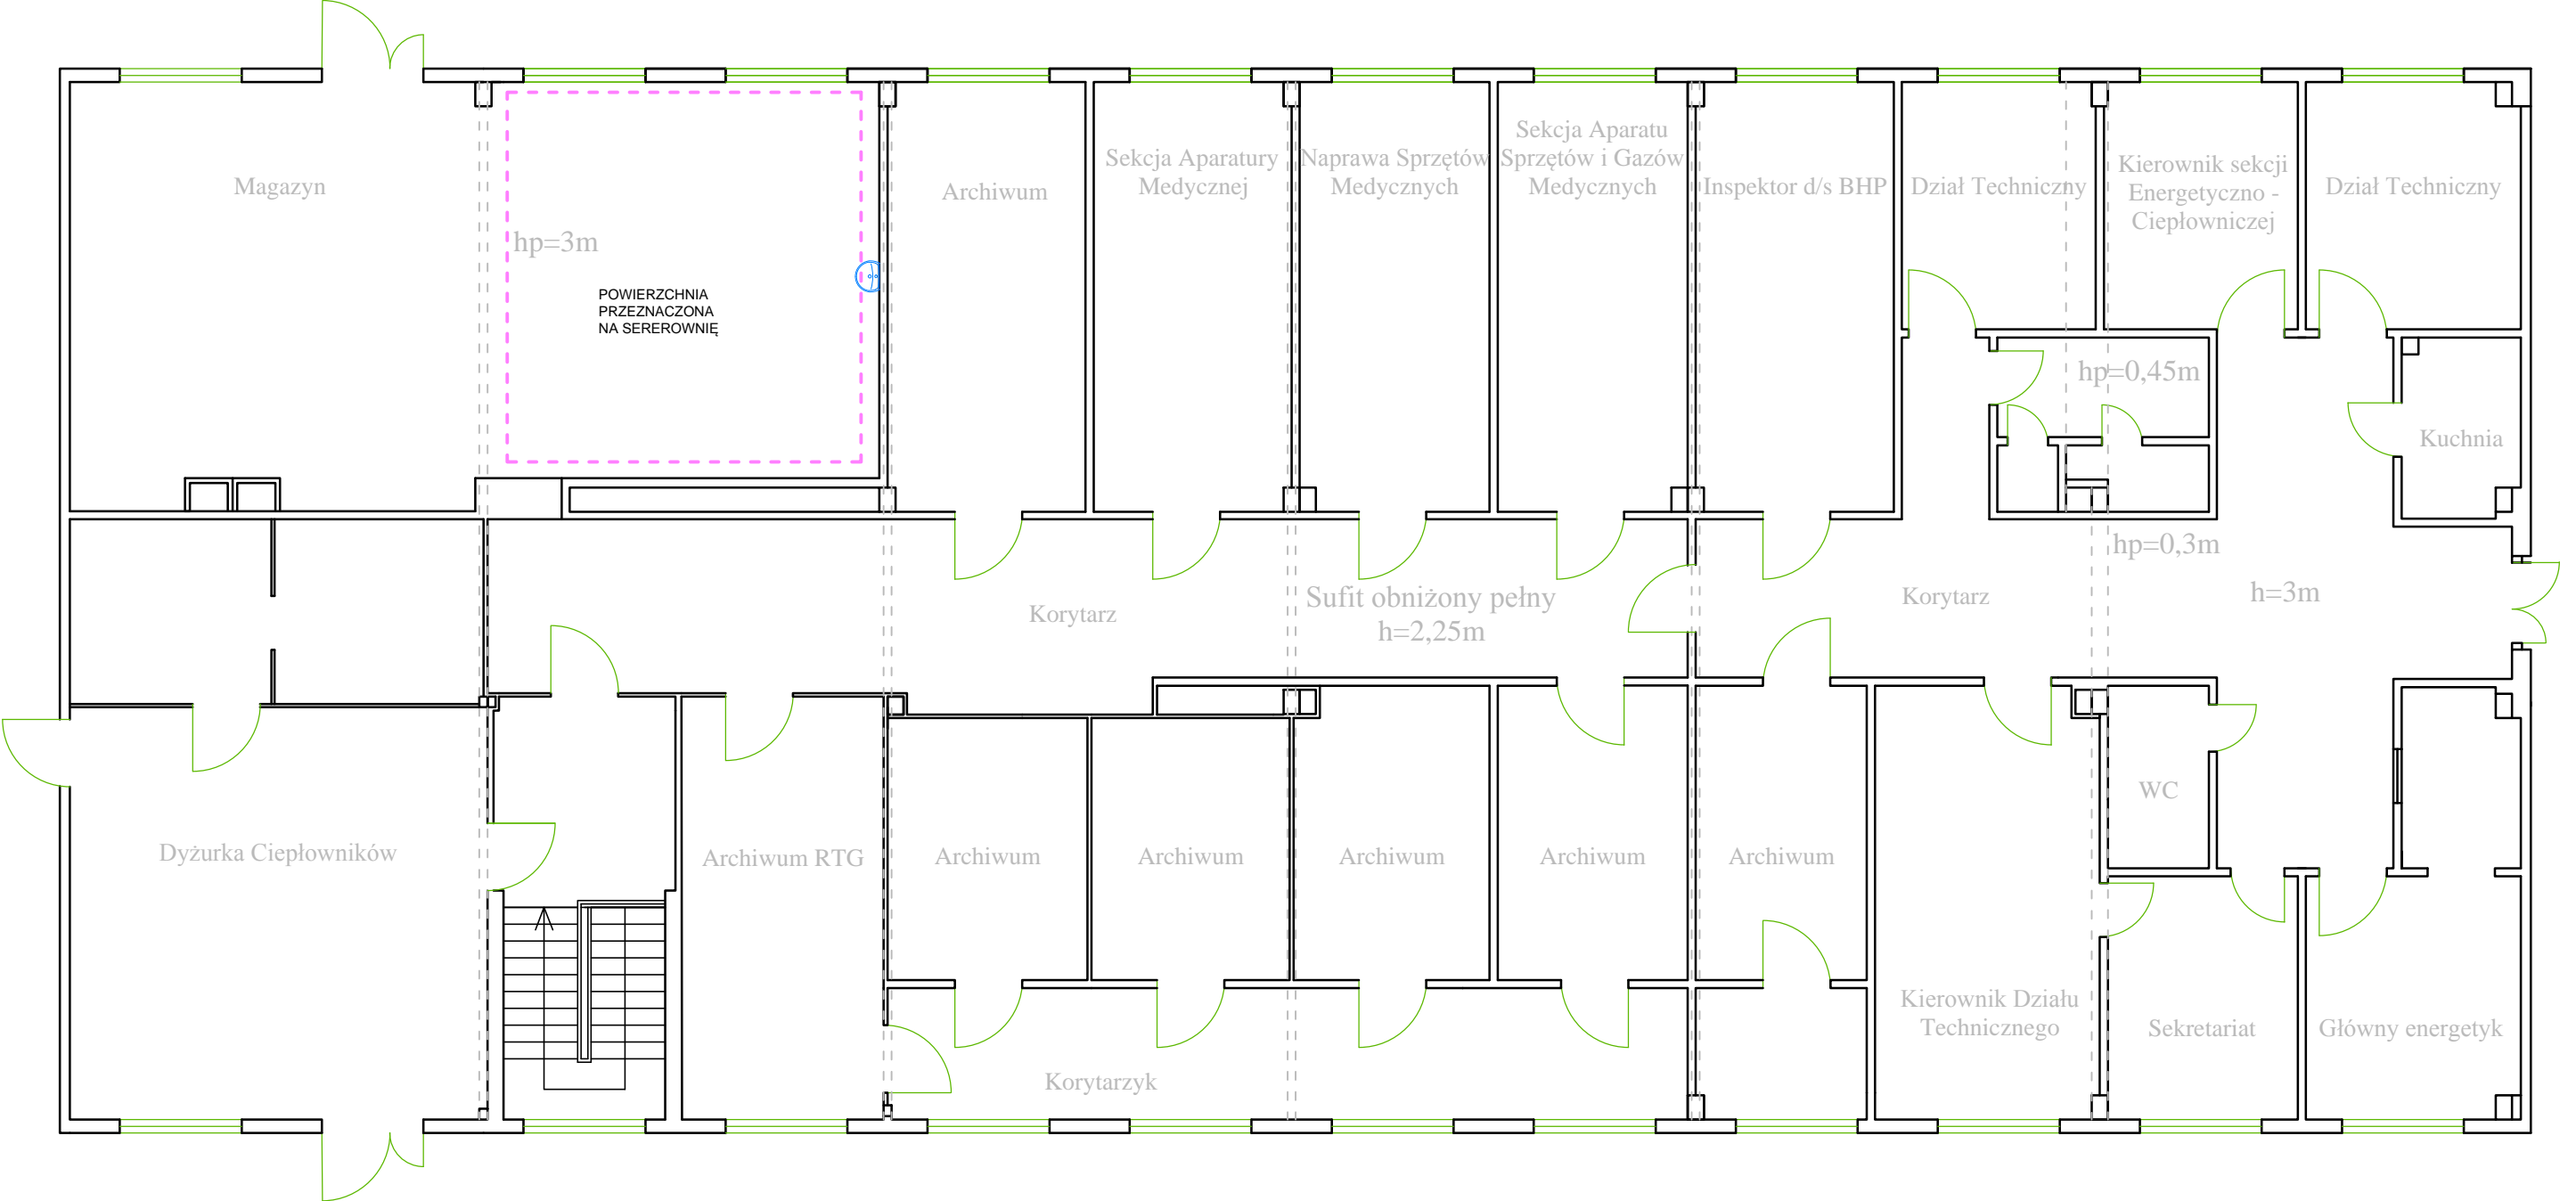 Magazyn
hp=3m
POWIERZCHNIA
PRZEZNACZONA
NA SEREROWNIĘ
Archiwum
Sekcja Aparatury
Medycznej
Naprawa Sprzętów
Medycznych
Sekcja Aparatu
Sprzętów i Gazów
Medycznych
Inspektor d/s BHP
Dział Techniczny
Kierownik sekcji
Energetyczno -
Ciepłowniczej
Dział Techniczny
hp=0,45m
Kuchnia
hp=0,3m
h=3m
Korytarz
Sufit obniżony pełny
h=2,25m
Korytarz
WC
Dyżurka Ciepłowników
Archiwum RTG
Archiwum
Archiwum
Archiwum
Archiwum
Archiwum
Kierownik Działu
Technicznego
Sekretariat
Główny energetyk
Korytarzyk